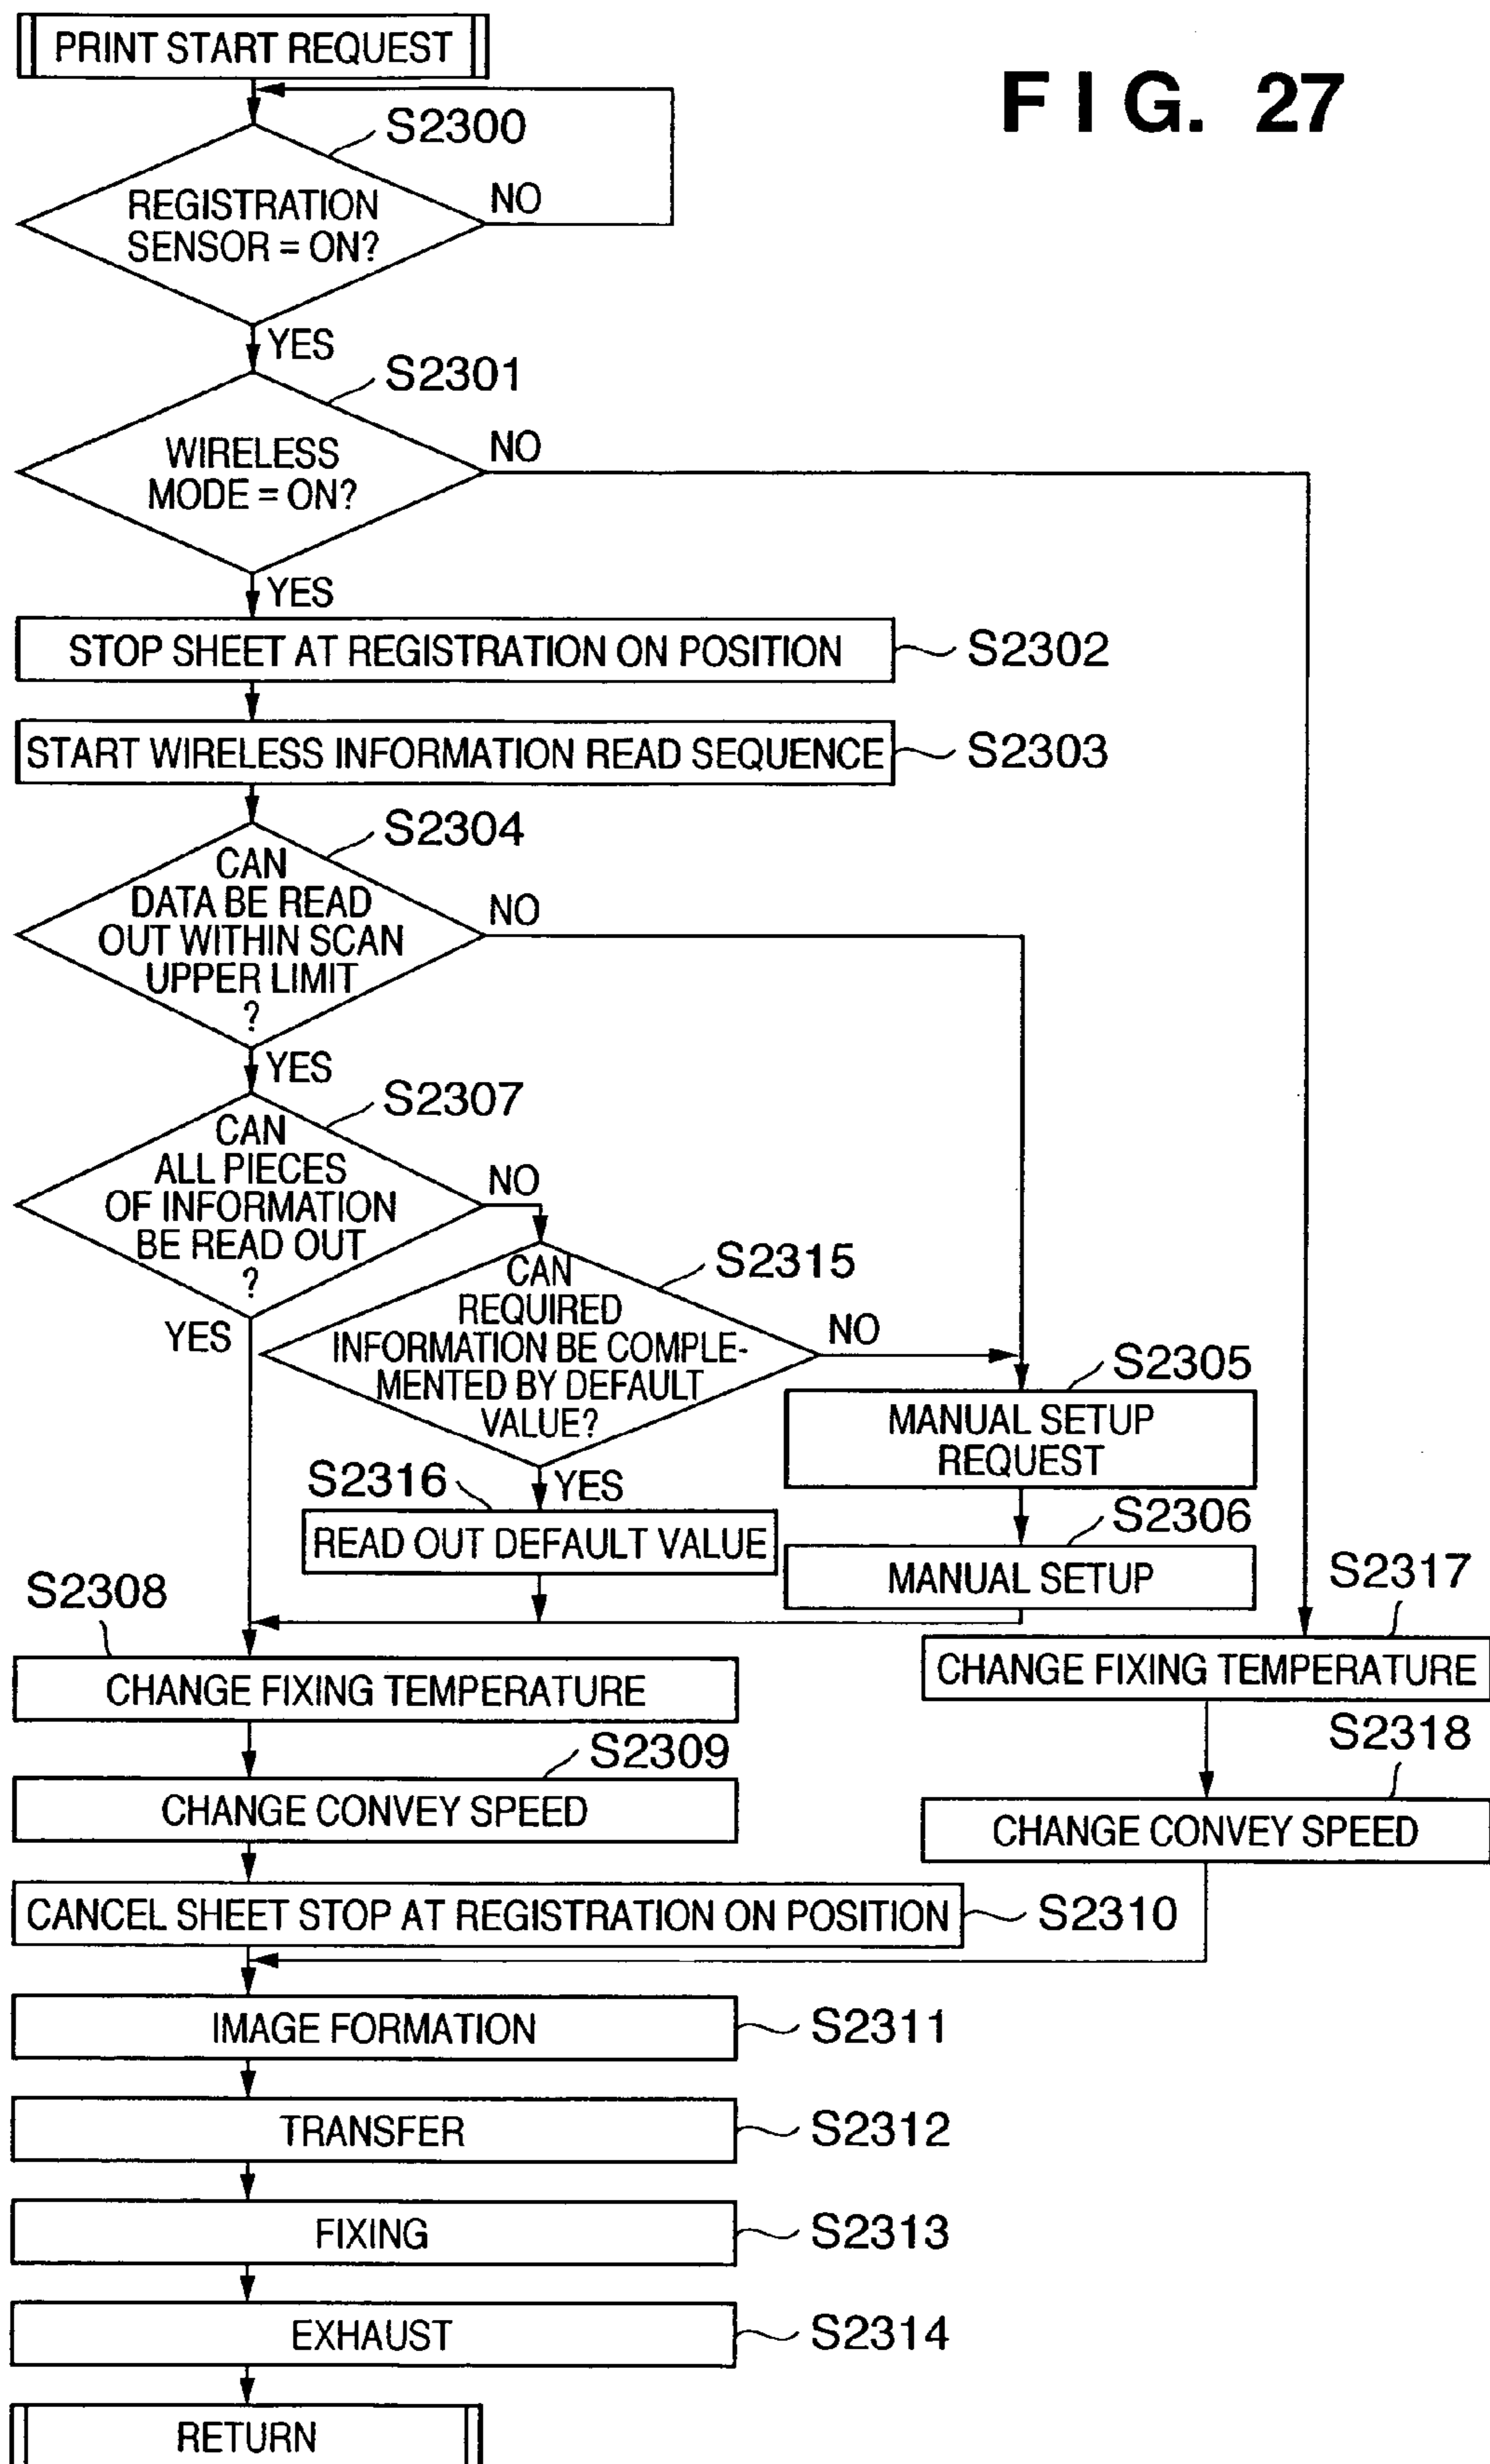 PRINT START REQUEST
FIG. 27
S2300
REGISTRATION
SENSOR = ON?
NO
YES
S2301
WIRELESS
MODE = ON?
NO
YES
STOP SHEET AT REGISTRATION ON POSITION
S2302
START WIRELESS INFORMATION READ SEQUENCE
S2303
S2304
CAN
DATA BE READ
OUT WITHIN SCAN
UPPER LIMIT
?
NO
YES
S2307
CAN
ALL PIECES
OF INFORMATION
BE READ OUT
?
NO
YES
S2315
CAN
REQUIRED
INFORMATION BE COMPLE-
MENTED BY DEFAULT
VALUE?
NO
YES
S2305
MANUAL SETUP
REQUEST
S2316
READ OUT DEFAULT VALUE
S2306
MANUAL SETUP
S2308
CHANGE FIXING TEMPERATURE
S2317
CHANGE FIXING TEMPERATURE
S2309
CHANGE CONVEY SPEED
S2318
CHANGE CONVEY SPEED
CANCEL SHEET STOP AT REGISTRATION ON POSITION
S2310
IMAGE FORMATION
S2311
TRANSFER
S2312
FIXING
S2313
EXHAUST
S2314
RETURN